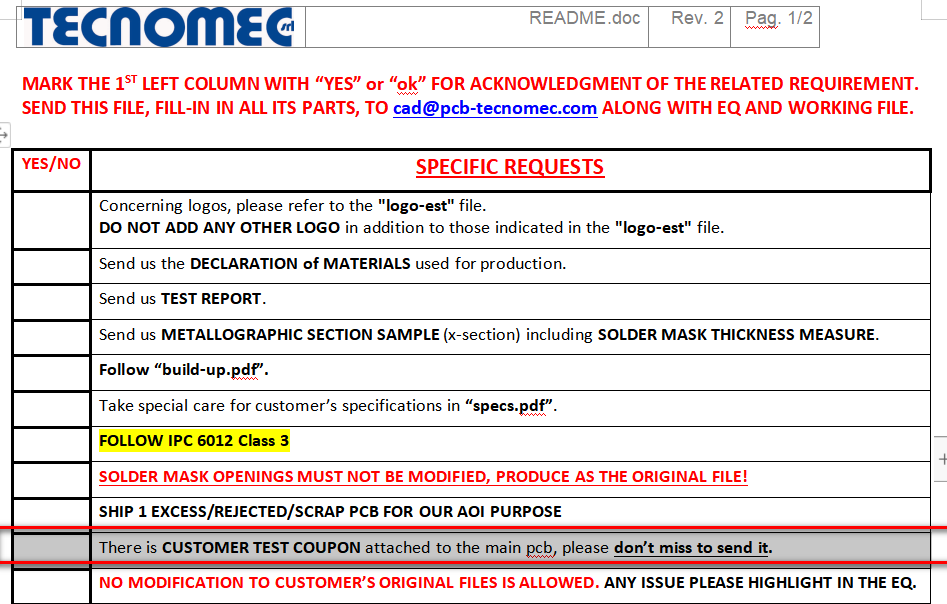 TECNOMEC
README.doc Rev. 2 Pag. 1/2
MARK THE 1ST LEFT COLUMN WITH “YES” or “ok” FOR ACKNOWLEDGMENT OF THE RELATED REQUIREMENT.
SEND THIS FILE, FILL-IN IN ALL ITS PARTS, TO cad@pcb-tecnomec.com ALONG WITH EQ AND WORKING FILE.
YES/NO SPECIFIC REQUESTS
Concerning logos, please refer to the "logo-est" file.
DO NOT ADD ANY OTHER LOGO in addition to those indicated in the "logo-est" file.
Send us the DECLARATION of MATERIALS used for production.
Send us TEST REPORT.
Send us METALLOGRAPHIC SECTION SAMPLE (x-section) including SOLDER MASK THICKNESS MEASURE.
Follow “build-up.pdf”.
Take special care for customer’s specifications in “specs.pdf”.
FOLLOW IPC 6012 Class 3
SOLDER MASK OPENINGS MUST NOT BE MODIFIED, PRODUCE AS THE ORIGINAL FILE!
SHIP 1 EXCESS/REJECTED/SCRAP PCB FOR OUR AOI PURPOSE
There is CUSTOMER TEST COUPON attached to the main pcb, please don’t miss to send it.
NO MODIFICATION TO CUSTOMER’S ORIGINAL FILES IS ALLOWED. ANY ISSUE PLEASE HIGHLIGHT IN THE EQ.